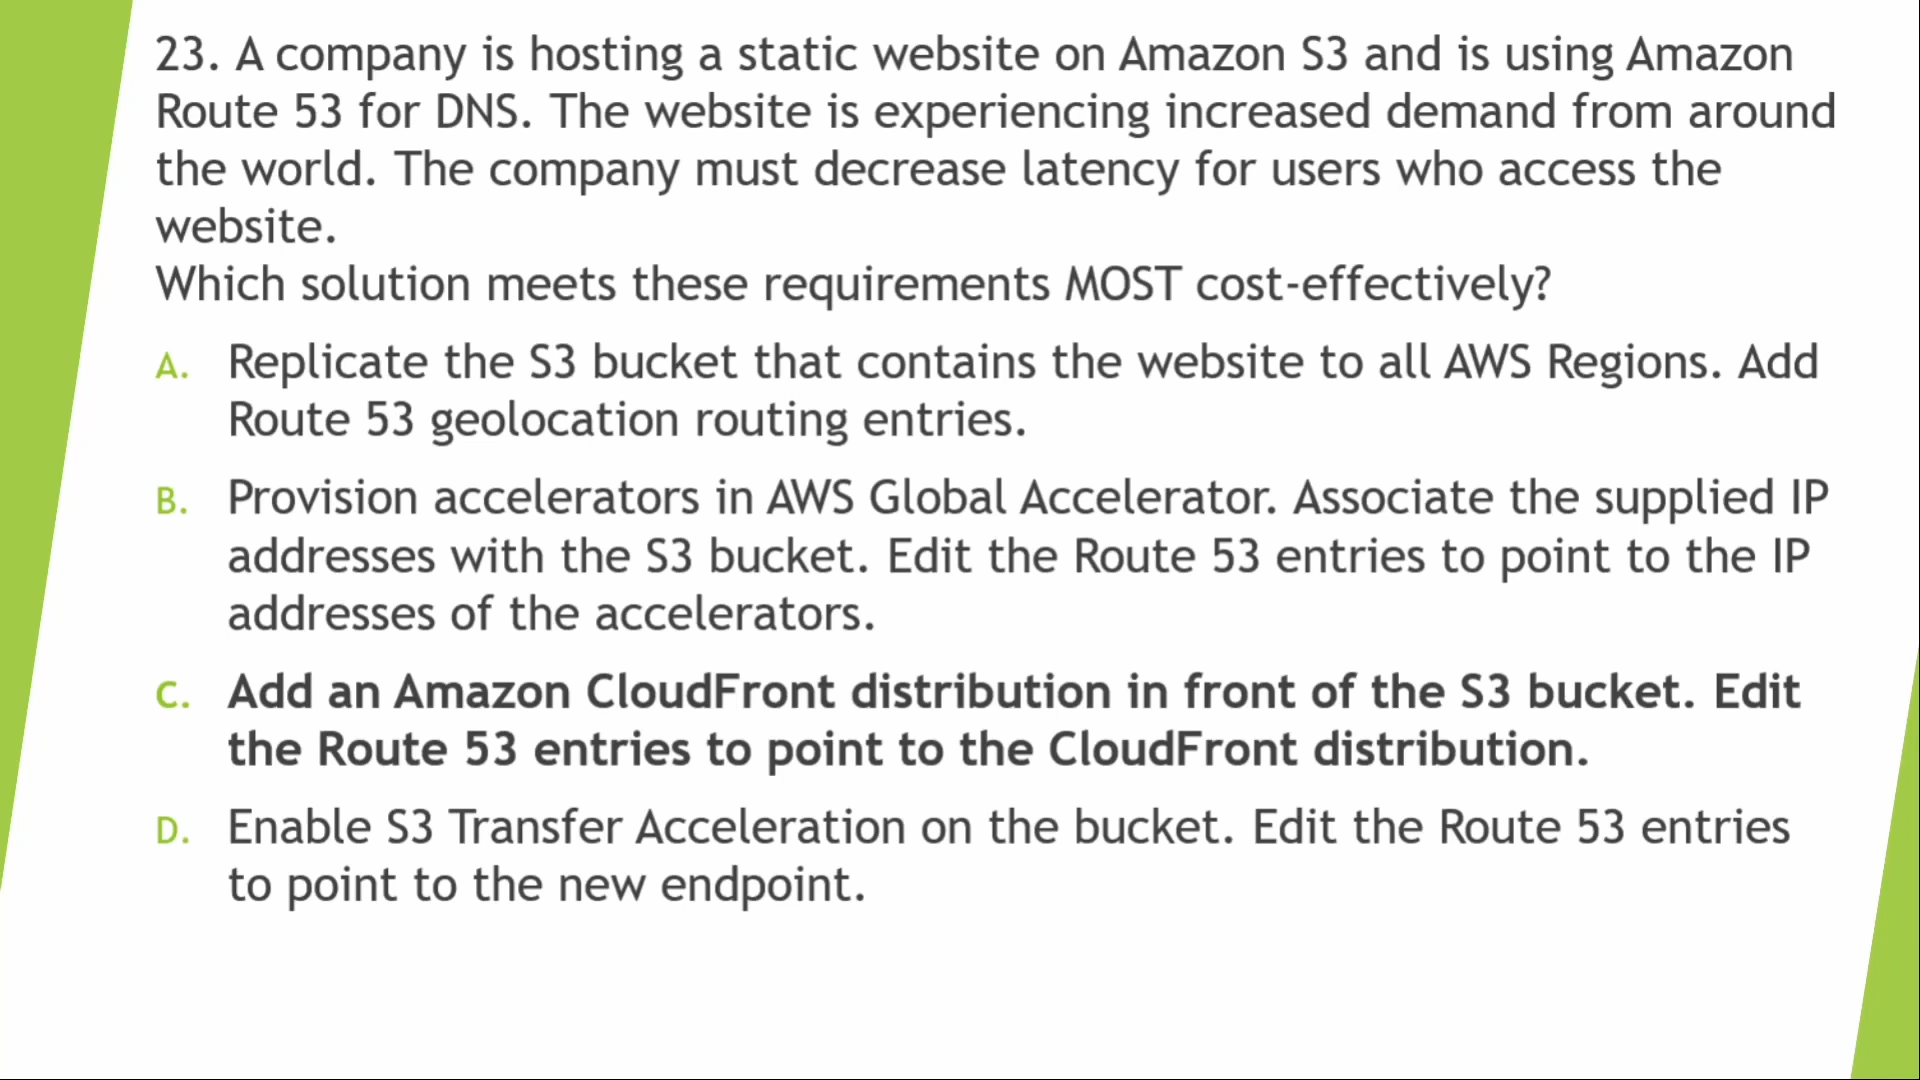 23. A company is hosting a static website on Amazon S3 and is using Amazon
Route 53 for DNS. The website is experiencing increased demand from around
the world. The company must decrease latency for users who access the
website.
Which solution meets these requirements MOST cost-effectively?
A. Replicate the S3 bucket that contains the website to all AWS Regions. Add
Route 53 geolocation routing entries.
B. Provision accelerators in AWS Global Accelerator. Associate the supplied IP
addresses with the S3 bucket. Edit the Route 53 entries to point to the IP
addresses of the accelerators.
C. Add an Amazon CloudFront distribution in front of the S3 bucket. Edit
the Route 53 entries to point to the CloudFront distribution.
D. Enable S3 Transfer Acceleration on the bucket. Edit the Route 53 entries
to point to the new endpoint.